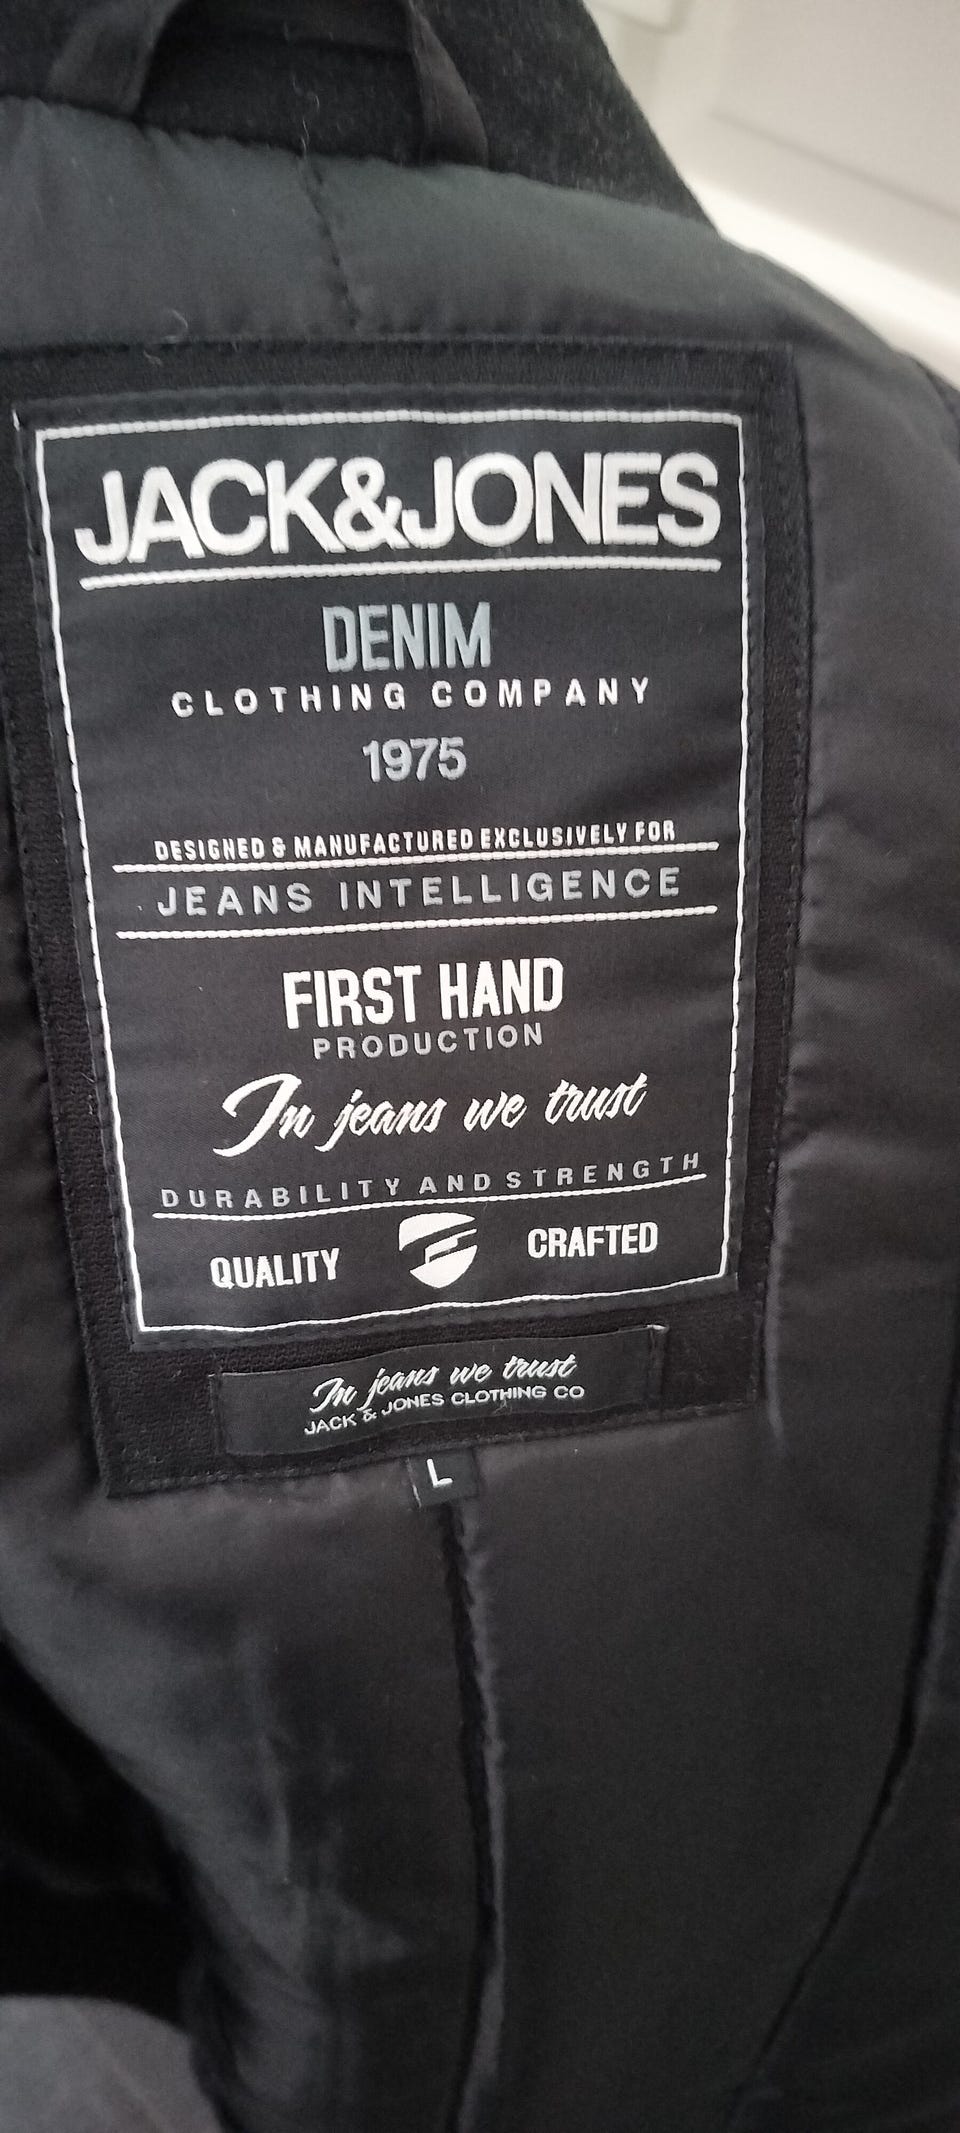 JACK&JONES
DENIM
CLOTHING COMPANY
1975
DESIGNED & MANUFACTURED EXCLUSIVELY FOR
JEANS INTELLIGENCE
FIRST HAND
PRODUCTION
In jeans we trust
DURABILITY AND STRENGTH
QUALITY CRAFTED
In jeans we trust
JACK & JONES CLOTHING CO
L